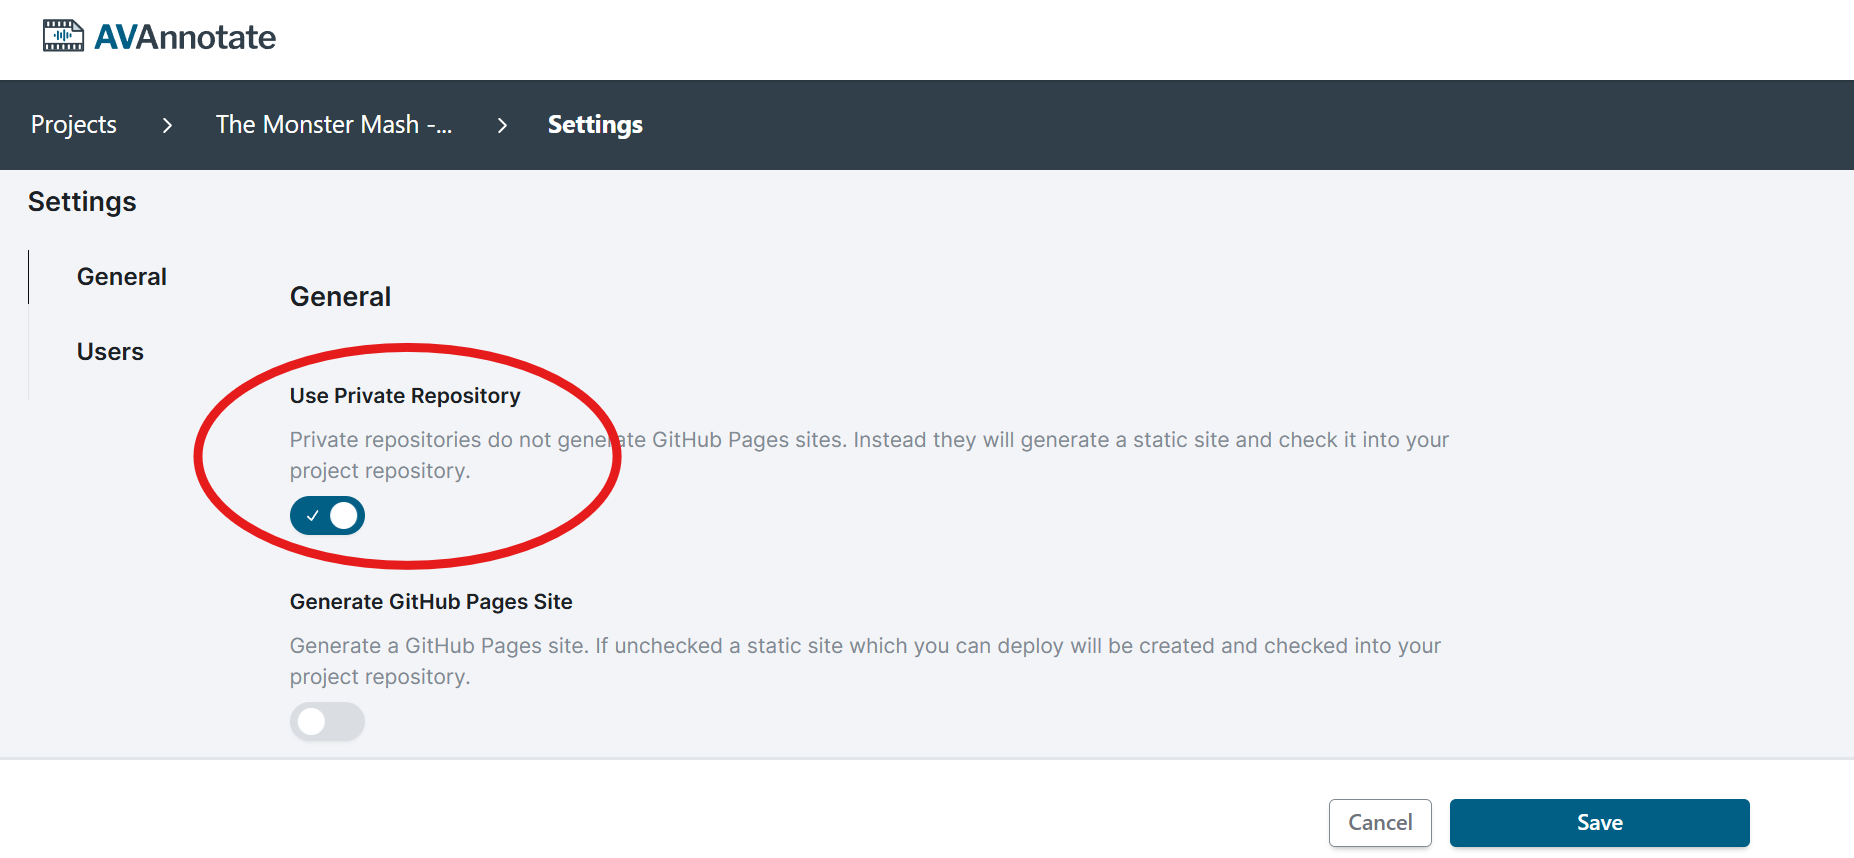 AVAnnotate
Projects > The Monster Mash -... > Settings
Settings
General
Users
General
Use Private Repository
Private repositories do not generate GitHub Pages sites. Instead they will generate a static site and check it into your
project repository.
Generate GitHub Pages Site
Generate a GitHub Pages site. If unchecked a static site which you can deploy will be created and checked into your
project repository.
Cancel
Save